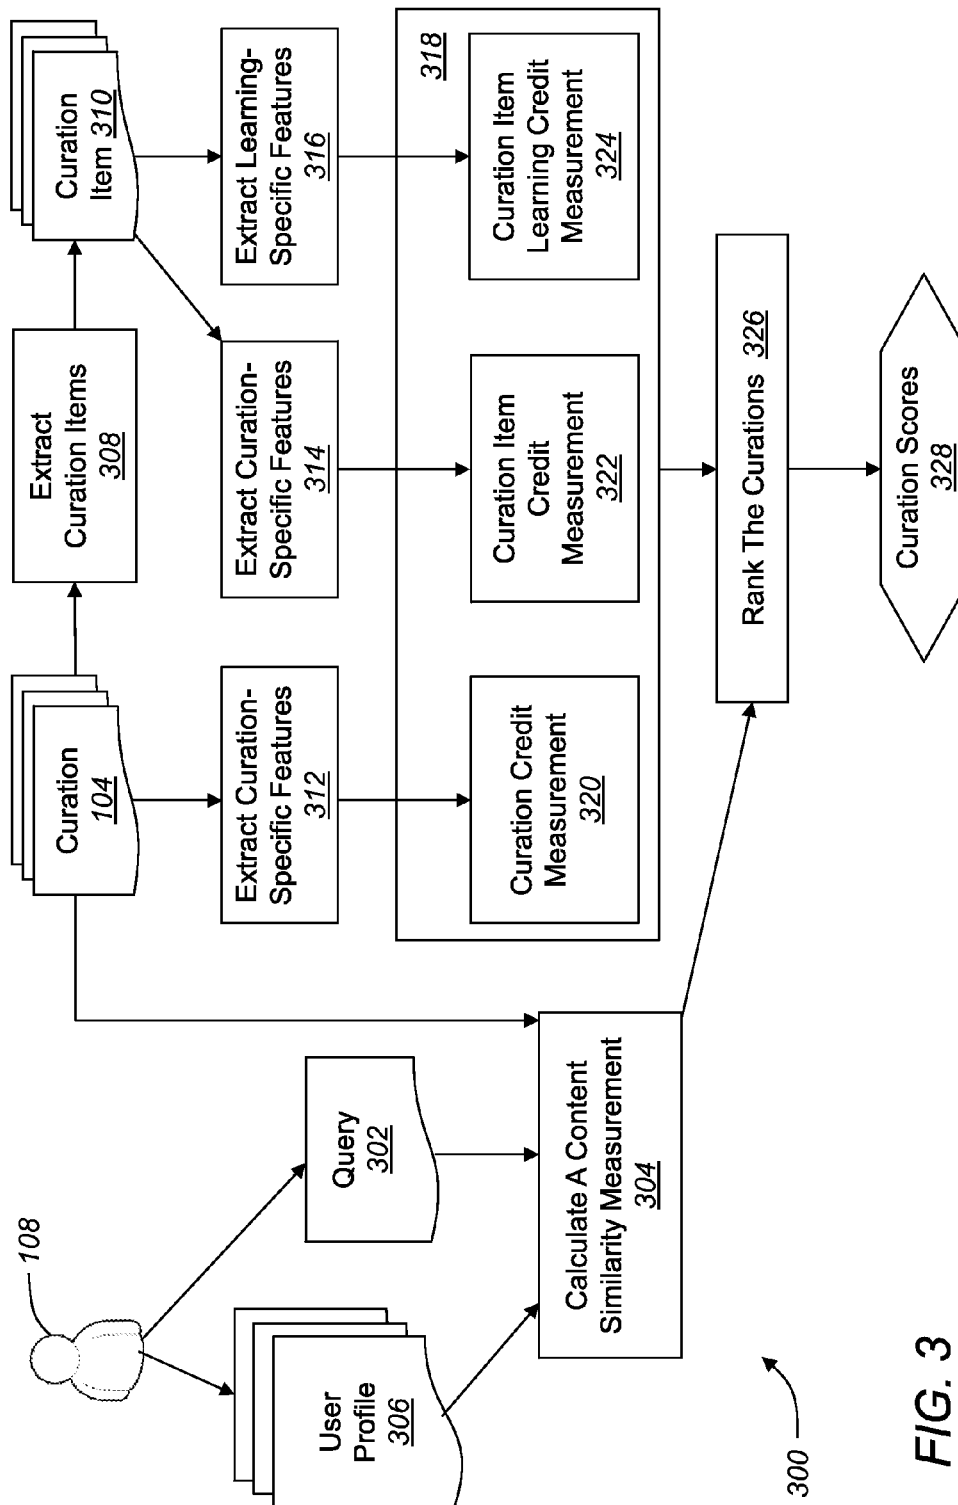 108
User
Profile
306
Query
302
Curation
104
Extract
Curation Items
308
Curation
Item 310
Extract Curation-
Specific Features
312
Extract Curation-
Specific Features
314
Extract Learning-
Specific Features
316
318
Calculate A Content
Similarity Measurement
304
Curation Credit
Measurement
320
Curation Item
Credit
Measurement
322
Curation Item
Learning Credit
Measurement
324
Rank The Curations 326
Curation Scores
328
300
FIG. 3